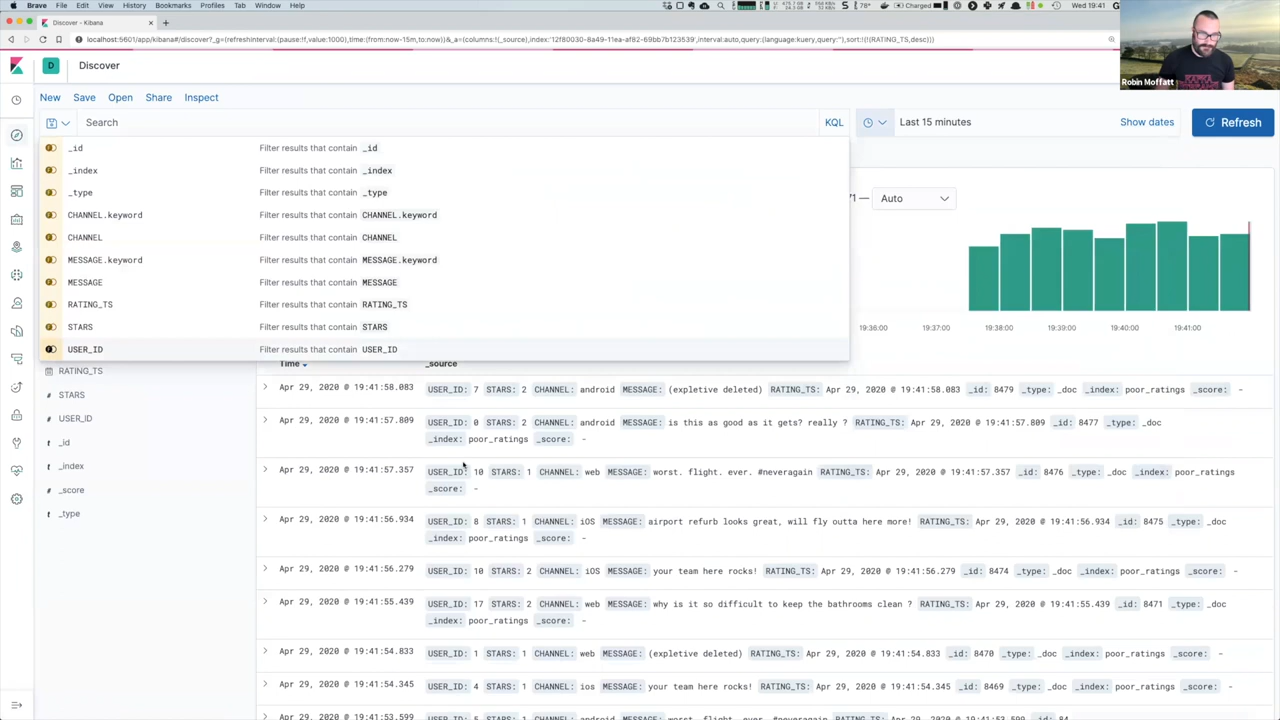 Brave File Edit View History Bookmarks Profiles Tab Window Help
78° Charged Wed 19:41
Discover - Kibana
localhost:5601/app/kibana#/discover?_g=(refreshInterval:(pause:!f,value:1000),time:(from:now-15m,to:now))&_a=(columns:!(_source),index:'12f80030-8a49-11ea-af82-69bb7b123539',interval:auto,query:(language:kuery,query:''),sort:!(!(RATING_TS,desc)))
Robin Moffatt
D Discover
New Save Open Share Inspect
Search KQL Last 15 minutes Show dates Refresh
_id Filter results that contain _id
_index Filter results that contain _index
_type Filter results that contain _type
CHANNEL.keyword Filter results that contain CHANNEL.keyword
— Auto
CHANNEL Filter results that contain CHANNEL
MESSAGE.keyword Filter results that contain MESSAGE.keyword
MESSAGE Filter results that contain MESSAGE
RATING_TS Filter results that contain RATING_TS
STARS Filter results that contain STARS
19:36:00 19:37:00 19:38:00 19:39:00 19:40:00 19:41:00
USER_ID Filter results that contain USER_ID
Time _source
RATING_TS
# STARS
# USER_ID
t _id
t _index
# _score
t _type
Apr 29, 2020 @ 19:41:58.083 USER_ID: 7 STARS: 2 CHANNEL: android MESSAGE: (expletive deleted) RATING_TS: Apr 29, 2020 @ 19:41:58.083 _id: 8479 _type: _doc _index: poor_ratings _score: -
Apr 29, 2020 @ 19:41:57.809 USER_ID: 0 STARS: 2 CHANNEL: android MESSAGE: is this as good as it gets? really ? RATING_TS: Apr 29, 2020 @ 19:41:57.809 _id: 8477 _type: _doc
_index: poor_ratings _score: -
Apr 29, 2020 @ 19:41:57.357 USER_ID: 10 STARS: 1 CHANNEL: web MESSAGE: worst. flight. ever. #neveragain RATING_TS: Apr 29, 2020 @ 19:41:57.357 _id: 8476 _type: _doc _index: poor_ratings
_score: -
Apr 29, 2020 @ 19:41:56.934 USER_ID: 8 STARS: 1 CHANNEL: iOS MESSAGE: airport refurb looks great, will fly outta here more! RATING_TS: Apr 29, 2020 @ 19:41:56.934 _id: 8475 _type: _doc
_index: poor_ratings _score: -
Apr 29, 2020 @ 19:41:56.279 USER_ID: 10 STARS: 2 CHANNEL: iOS MESSAGE: your team here rocks! RATING_TS: Apr 29, 2020 @ 19:41:56.279 _id: 8474 _type: _doc _index: poor_ratings _score: -
Apr 29, 2020 @ 19:41:55.439 USER_ID: 17 STARS: 2 CHANNEL: web MESSAGE: why is it so difficult to keep the bathrooms clean ? RATING_TS: Apr 29, 2020 @ 19:41:55.439 _id: 8471 _type: _doc
_index: poor_ratings _score: -
Apr 29, 2020 @ 19:41:54.833 USER_ID: 1 STARS: 1 CHANNEL: web MESSAGE: (expletive deleted) RATING_TS: Apr 29, 2020 @ 19:41:54.833 _id: 8470 _type: _doc _index: poor_ratings _score: -
Apr 29, 2020 @ 19:41:54.345 USER_ID: 4 STARS: 1 CHANNEL: ios MESSAGE: your team here rocks! RATING_TS: Apr 29, 2020 @ 19:41:54.345 _id: 8469 _type: _doc _index: poor_ratings _score: -